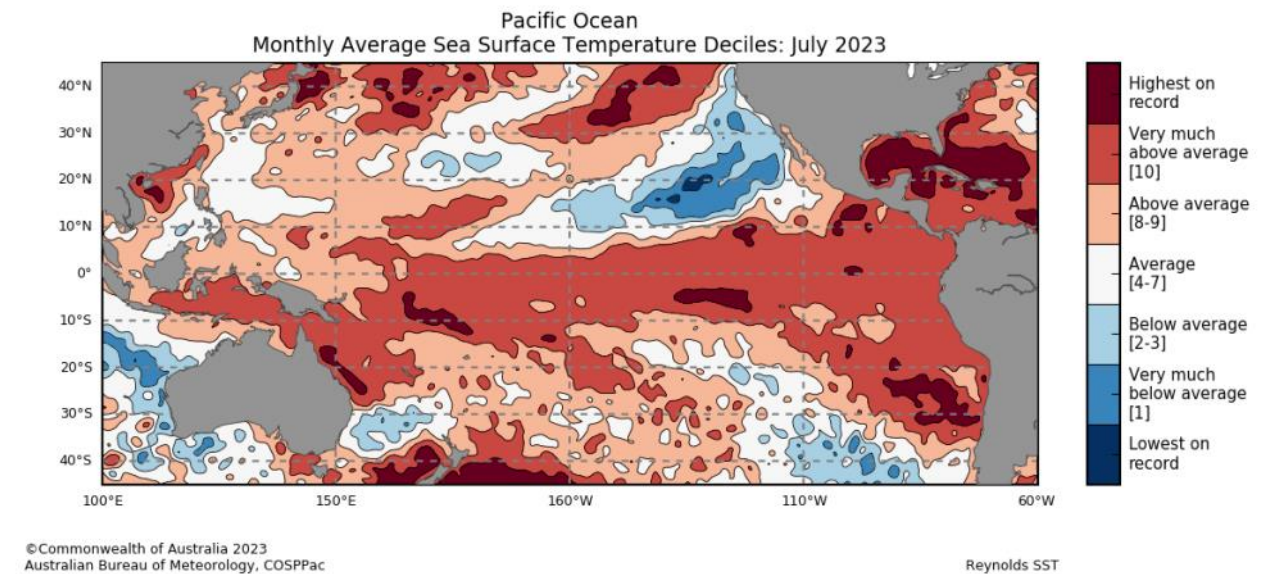 Pacific Ocean
Monthly Average Sea Surface Temperature Deciles: July 2023
40°N
30°N
20°N
10°N
0°
10°S
20°S
30°S
40°S
100°E
150°E
160°W
110°W
60°W
Highest on
record
Very much
above average
[10]
Above average
[8-9]
Average
[4-7]
Below average
[2-3]
Very much
below average
[1]
Lowest on
record
©Commonwealth of Australia 2023
Australian Bureau of Meteorology, COSPPac
Reynolds SST